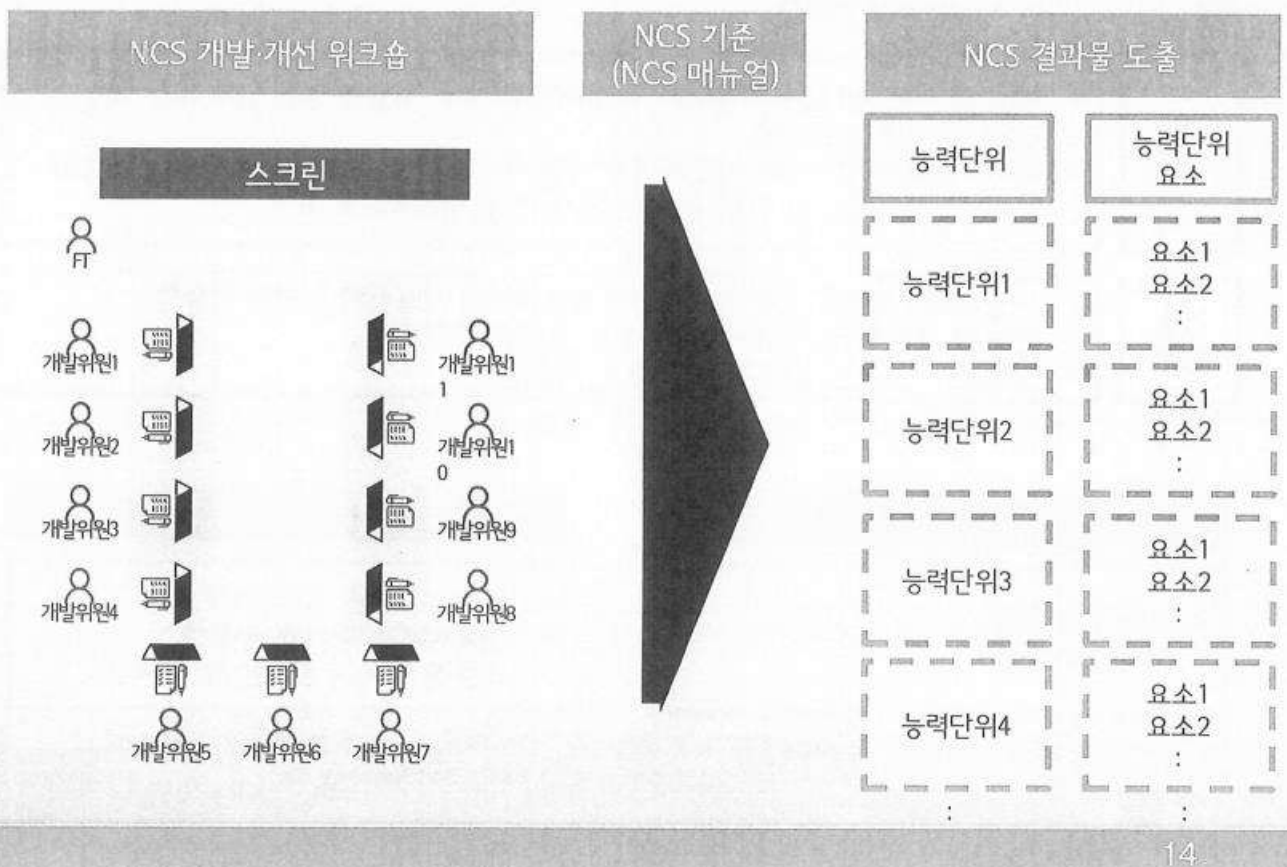 NCS 개발·개선 워크숍
NCS 기준
(NCS 매뉴얼)
NCS 결과물 도출
스크린
FT
개발위원1
개발위원2
개발위원3
개발위원4
개발위원5
개발위원6
개발위원7
개발위원1
1
개발위원1
0
개발위원9
개발위원8
능력단위
능력단위
요소
능력단위1
요소1
요소2
:
능력단위2
요소1
요소2
:
능력단위3
요소1
요소2
:
능력단위4
요소1
요소2
:
:
:
14